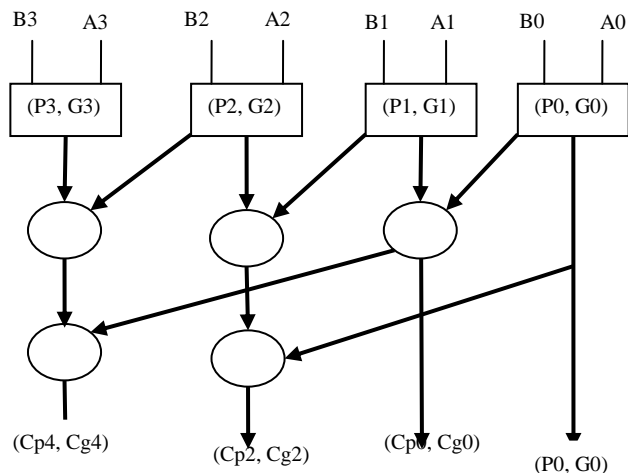 B3 A3 B2 A2 B1 A1 B0 A0
(P3, G3) (P2, G2) (P1, G1) (P0, G0)
(Cp4, Cg4) (Cp2, Cg2) (Cp0, Cg0) (P0, G0)